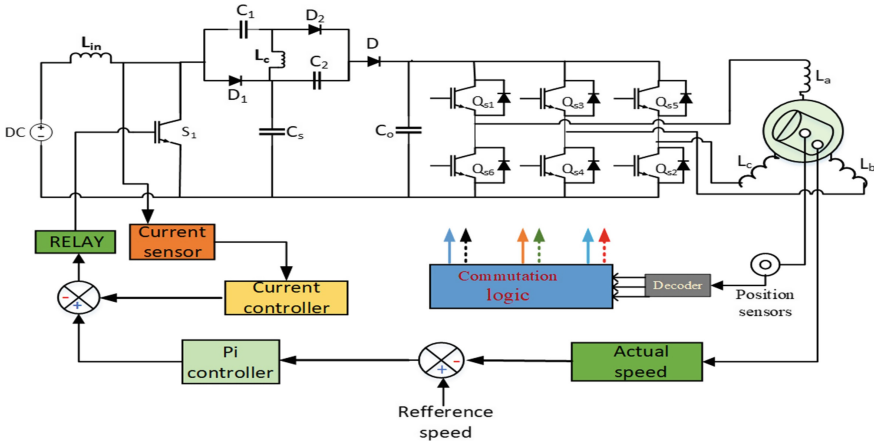 C1
D2
Lin
Lc
C2
D
D1
La
Qs1
Qs3
Qs5
DC
S1
Cs
Co
Qs6
Qs4
Qs2
Lc
Lb
RELAY
Current
sensor
Commutation
logic
Decoder
Position
sensors
-
+
Current
controller
Pi
controller
-
+
Actual
speed
Refference
speed